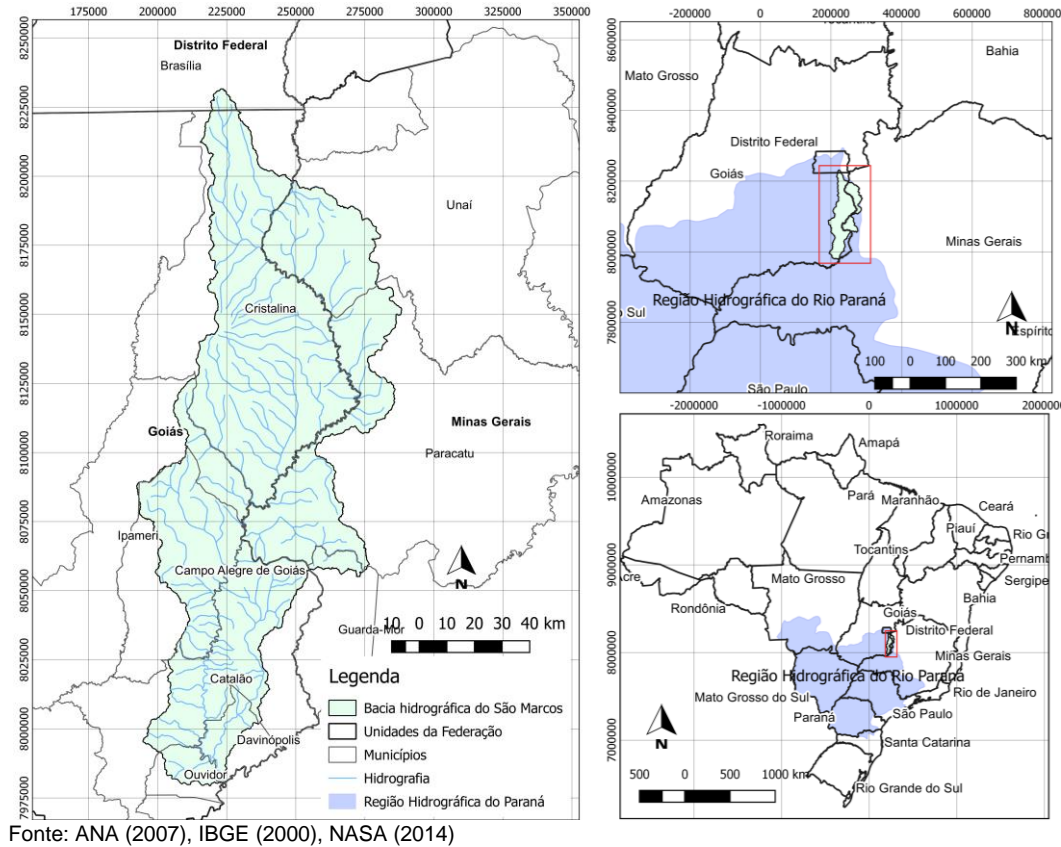 175000 200000 225000 250000 275000 300000 325000 350000
8250000
8225000
8200000
8175000
8150000
8125000
8100000
8075000
8050000
8025000
8000000
7975000
Distrito Federal
Brasília
Unaí
Cristalina
Goiás
Minas Gerais
Paracatu
Ipameri
Campo Alegre de Goiás
N
Guarda-Mor
10 0 10 20 30 40 km
Catalão
Davinópolis
Ouvidor
Legenda
Bacia hidrográfica do São Marcos
Unidades da Federação
Municípios
Hidrografia
Região Hidrográfica do Paraná
-200000 0 200000 400000 600000 800000
8600000
8400000
8200000
8000000
7800000
Tocantins
Bahia
Mato Grosso
Distrito Federal
Goiás
Minas Gerais
Região Hidrográfica do Rio Paraná
o Sul
N
Espírito
100 0 100 200 300 km
São Paulo
-2000000 -1000000 0 1000000 200000
10000000
9000000
8000000
7000000
Roraima
Amapá
Amazonas
Pará
Maranhão
Ceará
Piauí
Rio Gr
Pernamb
Tocantins
Sergipe
Acre
Mato Grosso
Bahia
Rondônia
Goiás
Distrito Federal
Minas Gerais
Região Hidrográfica do Rio Paraná
Mato Grosso do Sul
Rio de Janeiro
São Paulo
Paraná
N
Santa Catarina
500 0 500 1000 km
Rio Grande do Sul
Fonte: ANA (2007), IBGE (2000), NASA (2014)